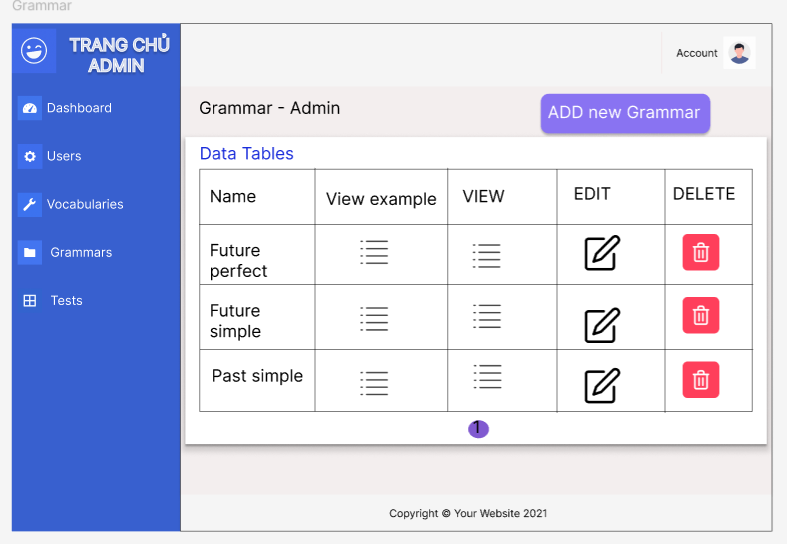 Grammar
TRANG CHỦ
ADMIN
Account
Dashboard
Users
Vocabularies
Grammars
Tests
Grammar - Admin
ADD new Grammar
Data Tables
Name View example VIEW EDIT DELETE
Future
perfect
Future
simple
Past simple
1
Copyright © Your Website 2021